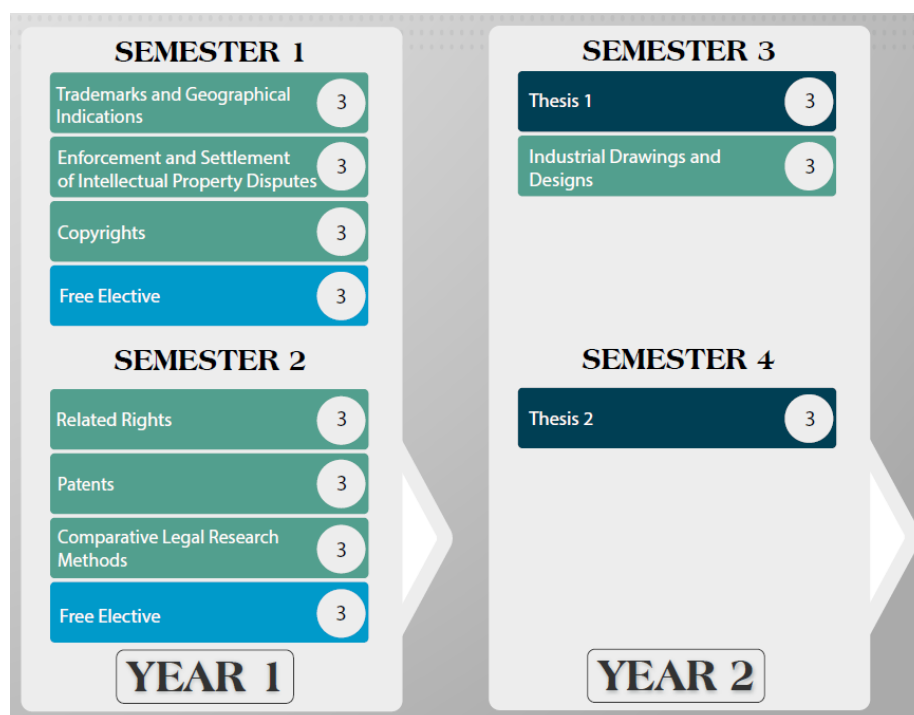 SEMESTER 1
Trademarks and Geographical
Indications
3
Enforcement and Settlement
of Intellectual Property Disputes
3
Copyrights
3
Free Elective
3
SEMESTER 2
Related Rights
3
Patents
3
Comparative Legal Research
Methods
3
Free Elective
3
YEAR 1
SEMESTER 3
Thesis 1
3
Industrial Drawings and
Designs
3
SEMESTER 4
Thesis 2
3
YEAR 2